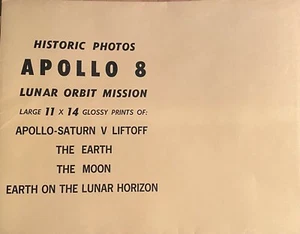 HISTORIC PHOTOS
APOLLO 8
LUNAR ORBIT MISSION
LARGE 11 X 14 GLOSSY PRINTS OF:
APOLLO-SATURN V LIFTOFF
THE EARTH
THE MOON
EARTH ON THE LUNAR HORIZON